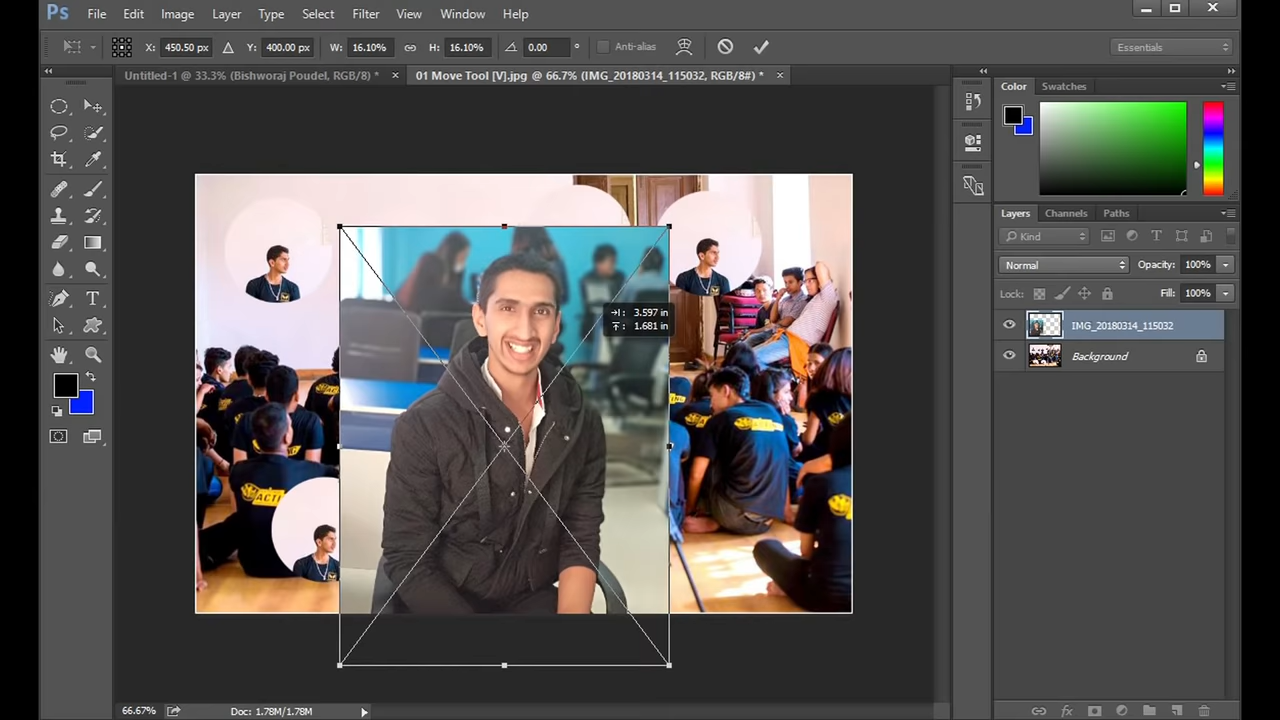 Ps File Edit Image Layer Type Select Filter View Window Help
X: 450.50 px Y: 400.00 px W: 16.10% H: 16.10% 0.00 ° Anti-alias Essentials
Untitled-1 @ 33.3% (Bishworaj Poudel, RGB/8) * × 01 Move Tool [V].jpg @ 66.7% (IMG_20180314_115032, RGB/8#) * ×
Color Swatches
Layers Channels Paths
Kind
Normal Opacity: 100%
Lock: Fill: 100%
IMG_20180314_115032
Background
3.597 in
1.681 in
66.67% Doc: 1.78M/1.78M